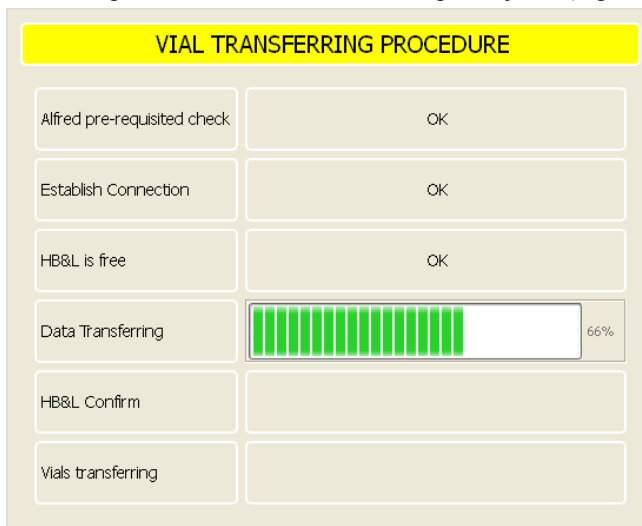 VIAL TRANSFERRING PROCEDURE
Alfred pre-requisited check
OK
Establish Connection
OK
HB&L is free
OK
Data Transferring
66%
HB&L Confirm
Vials transferring